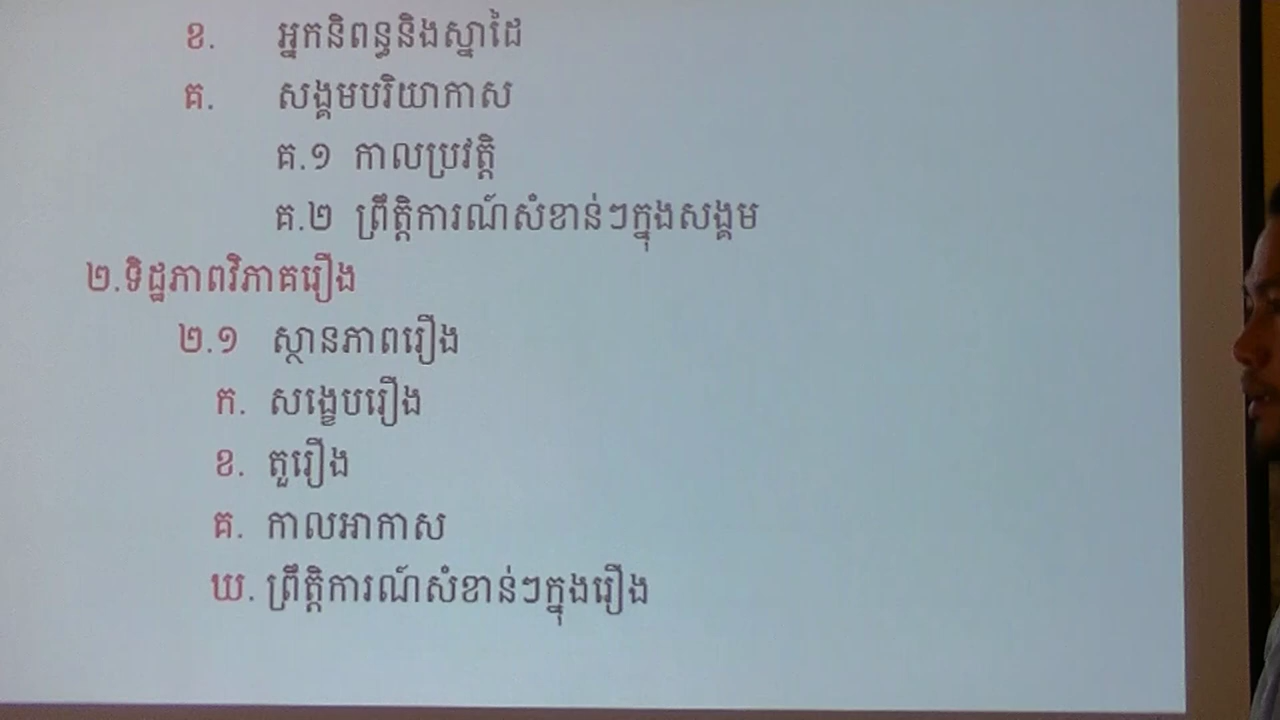 ខ. អ្នកនិពន្ធនិងស្នាដៃ
គ. សង្គមបរិយាកាស
គ.១ កាលប្រវត្តិ
គ.២ ព្រឹត្តិការណ៍សំខាន់ៗក្នុងសង្គម
២.ទិដ្ឋភាពវិភាគរឿង
២.១ ស្ថានភាពរឿង
ក. សង្ខេបរឿង
ខ. តួរឿង
គ. កាលអាកាស
ឃ. ព្រឹត្តិការណ៍សំខាន់ៗក្នុងរឿង